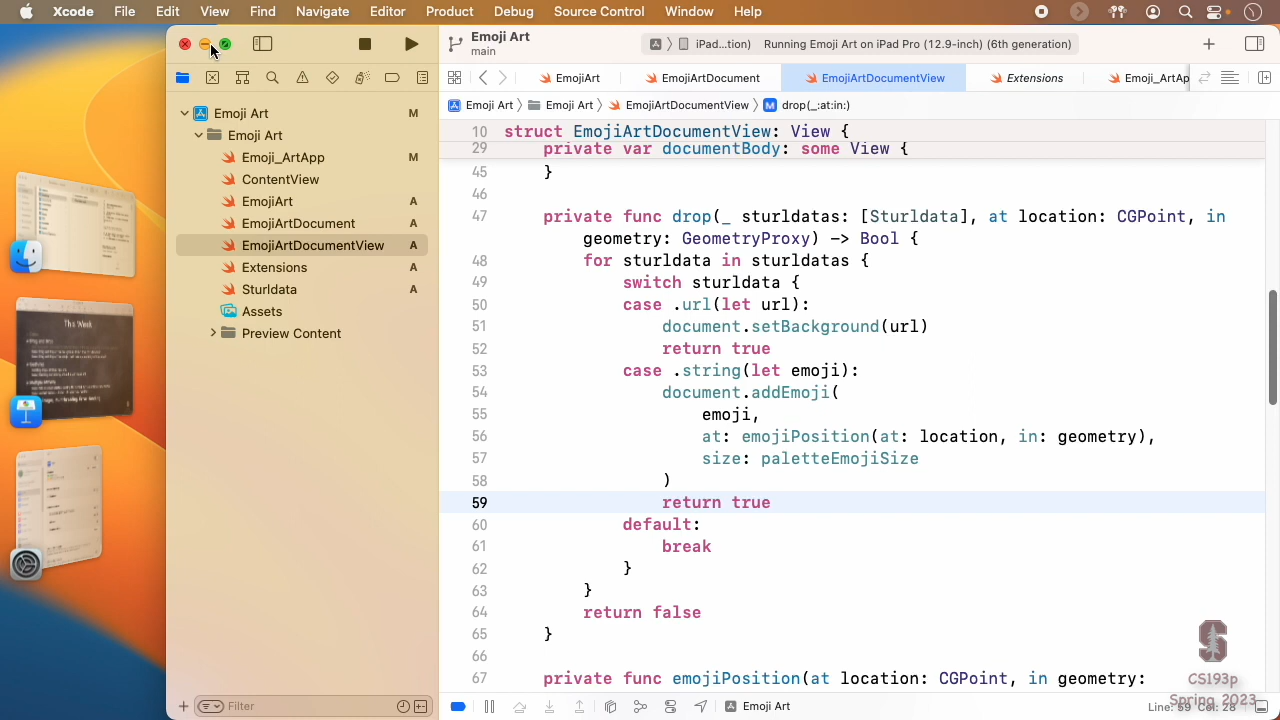 Xcode File Edit View Find Navigate Editor Product Debug Source Control Window Help
Emoji Art
main
iPad...tion) Running Emoji Art on iPad Pro (12.9-inch) (6th generation)
EmojiArt EmojiArtDocument EmojiArtDocumentView Extensions Emoji_ArtAp
Emoji Art Emoji Art EmojiArtDocumentView drop(_:at:in:)
Emoji Art M
Emoji Art
Emoji_ArtApp M
ContentView
EmojiArt A
EmojiArtDocument A
EmojiArtDocumentView A
Extensions A
Sturldata A
Assets
Preview Content
Filter
This Week
10 struct EmojiArtDocumentView: View {
29 private var documentBody: some View {
45 }
46
47 private func drop(_ sturldatas: [Sturldata], at location: CGPoint, in
geometry: GeometryProxy) -> Bool {
48 for sturldata in sturldatas {
49 switch sturldata {
50 case .url(let url):
51 document.setBackground(url)
52 return true
53 case .string(let emoji):
54 document.addEmoji(
55 emoji,
56 at: emojiPosition(at: location, in: geometry),
57 size: paletteEmojiSize
58 )
59 return true
60 default:
61 break
62 }
63 }
64 return false
65 }
66
67 private func emojiPosition(at location: CGPoint, in geometry:
CS193p
Spring 2023
Emoji Art
Line: 59 Col: 28